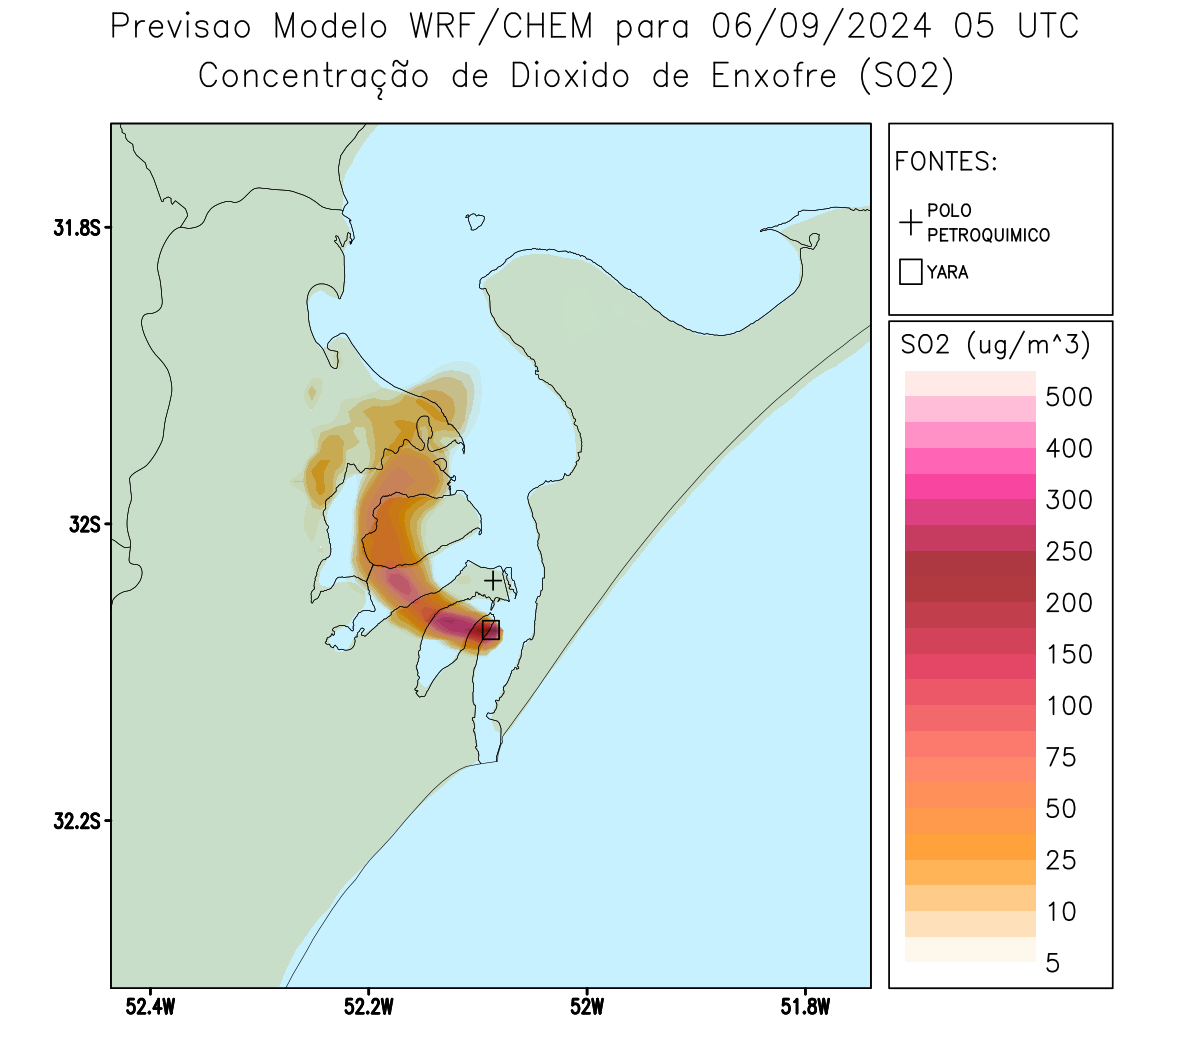 Previsao Modelo WRF/CHEM para 06/09/2024 05 UTC
Concentração de Dioxido de Enxofre (SO2)
FONTES:
POLO
PETROQUIMICO
YARA
SO2 (ug/m^3)
500
400
300
250
200
150
100
75
50
25
10
5
31.8S
32S
32.2S
52.4W
52.2W
52W
51.8W